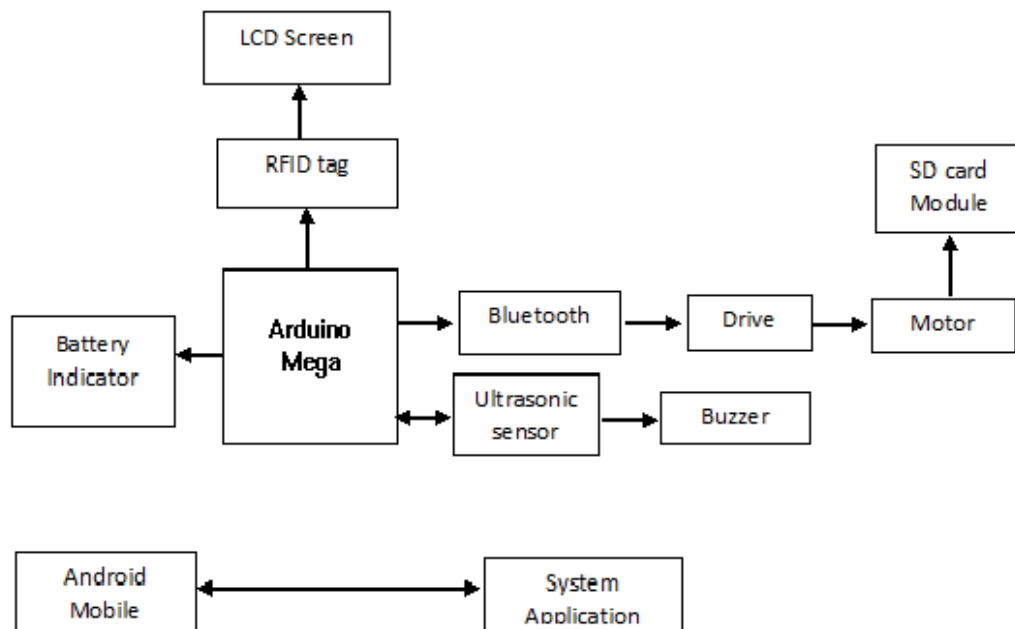 LCD Screen
RFID tag
SD card
Module
Arduino
Mega
Bluetooth
Drive
Motor
Battery
Indicator
Ultrasonic
sensor
Buzzer
Android
Mobile
System
Application